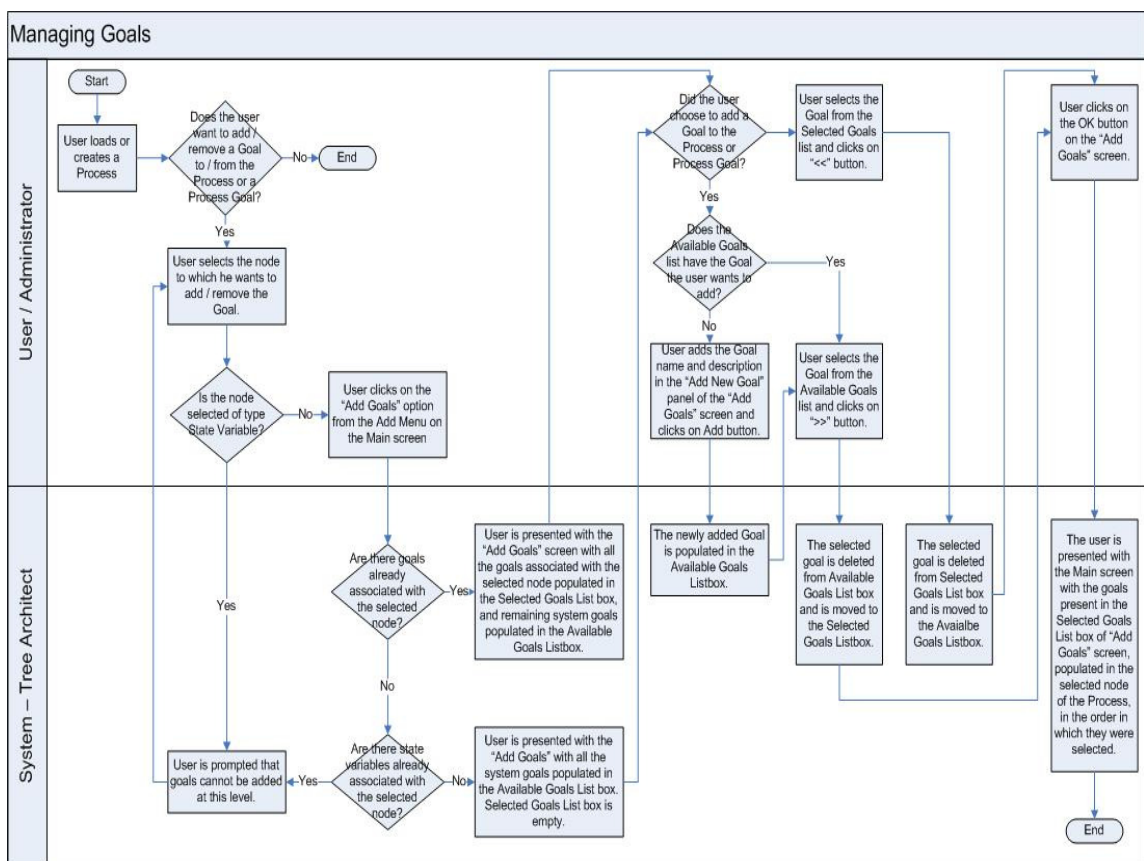 Managing Goals
User / Administrator
Start
User loads or
creates a
Process
Does the user
want to add /
remove a Goal
to / from the
Process or a
Process Goal?
No
End
Yes
User selects the node
to which he wants to
add / remove the
Goal.
Is the node
selected of type
State Variable?
No
User clicks on the
“Add Goals” option
from the Add Menu on
the Main screen
Did the user
choose to add a
Goal to the
Process or
Process Goal?
User selects the
Goal from the
Selected Goals
list and clicks on
“<<” button.
Yes
Does the
Available Goals
list have the Goal
the user wants to
add?
Yes
No
User adds the Goal
name and description
in the “Add New Goal”
panel of the “Add
Goals” screen and
clicks on Add button.
User selects the
Goal from the
Available Goals
list and clicks on
“>>” button.
User clicks on
the OK button
on the “Add
Goals” screen.
System – Tree Architect
Yes
User is prompted that
goals cannot be added
at this level.
Are there goals
already
associated with
the selected
node?
Yes
User is presented with the
“Add Goals” screen with all
the goals associated with the
selected node populated in
the Selected Goals List box,
and remaining system goals
populated in the Available
Goals Listbox.
No
Are there state
variables already
associated with
the selected
node?
Yes
No
User is presented with the
“Add Goals” with all the
system goals populated in
the Available Goals List box.
Selected Goals List box is
empty.
The newly added Goal
is populated in the
Available Goals
Listbox.
The selected
goal is deleted
from Available
Goals List box
and is moved to
the Selected
Goals Listbox.
The selected
goal is deleted
from Selected
Goals List box
and is moved to
the Avaialbe
Goals Listbox.
The user is
presented with
the Main screen
with the goals
present in the
Selected Goals
List box of “Add
Goals” screen,
populated in the
selected node
of the Process,
in the order in
which they were
selected.
End